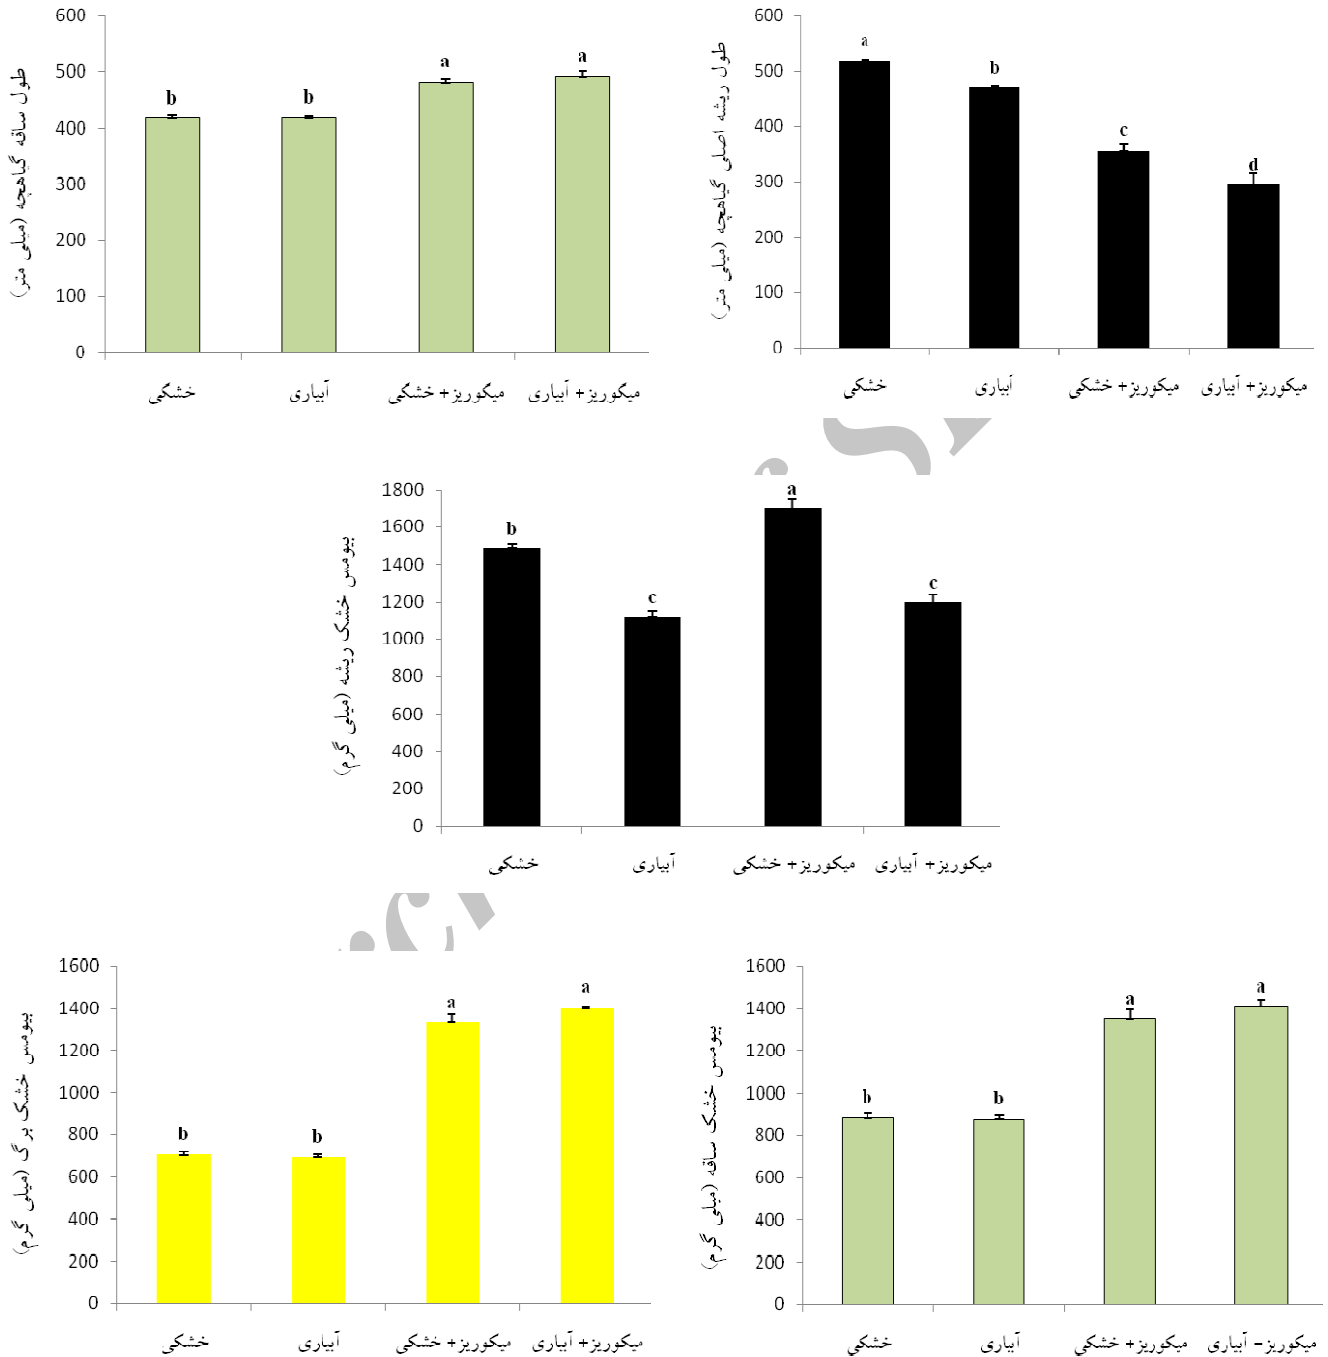 طول ساقه گیاهچه (میلی متر)
600
500
400
300
200
100
0
b
b
a
a
خشکی
آبیاری
میکوریز+ خشکی
میکوریز+ آبیاری
طول ریشه اصلی گیاهچه (میلی متر)
600
500
400
300
200
100
0
a
b
c
d
خشکی
آبیاری
میکوریز+ خشکی
میکوریز+ آبیاری
بیومس خشک ریشه (میلی گرم)
1800
1600
1400
1200
1000
800
600
400
200
0
b
c
a
c
خشکی
آبیاری
میکوریز+ خشکی
میکوریز+ آبیاری
بیومس خشک برگ (میلی گرم)
1600
1400
1200
1000
800
600
400
200
0
b
b
a
a
خشکی
آبیاری
میکوریز+ خشکی
میکوریز+ آبیاری
بیومس خشک ساقه (میلی گرم)
1600
1400
1200
1000
800
600
400
200
0
b
b
a
a
خشکی
آبیاری
میکوریز+ خشکی
میکوریز- آبیاری